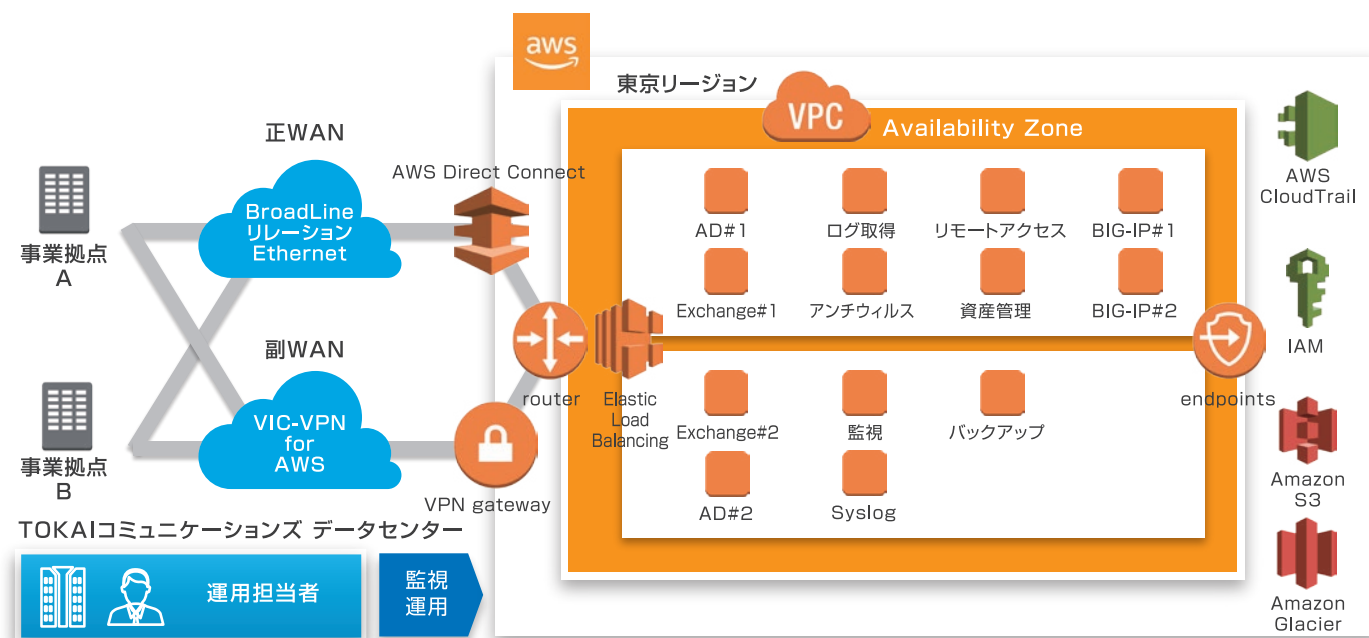 aws
東京リージョン
VPC
Availability Zone
正WAN
AWS Direct Connect
BroadLine
リレーション
Ethernet
事業拠点
A
副WAN
VIC-VPN
for
AWS
事業拠点
B
VPN gateway
router
Elastic
Load
Balancing
AD#1
ログ取得
リモートアクセス
BIG-IP#1
Exchange#1
アンチウィルス
資産管理
BIG-IP#2
Exchange#2
監視
バックアップ
AD#2
Syslog
endpoints
AWS
CloudTrail
IAM
Amazon
S3
Amazon
Glacier
TOKAIコミュニケーションズ データセンター
運用担当者
監視
運用